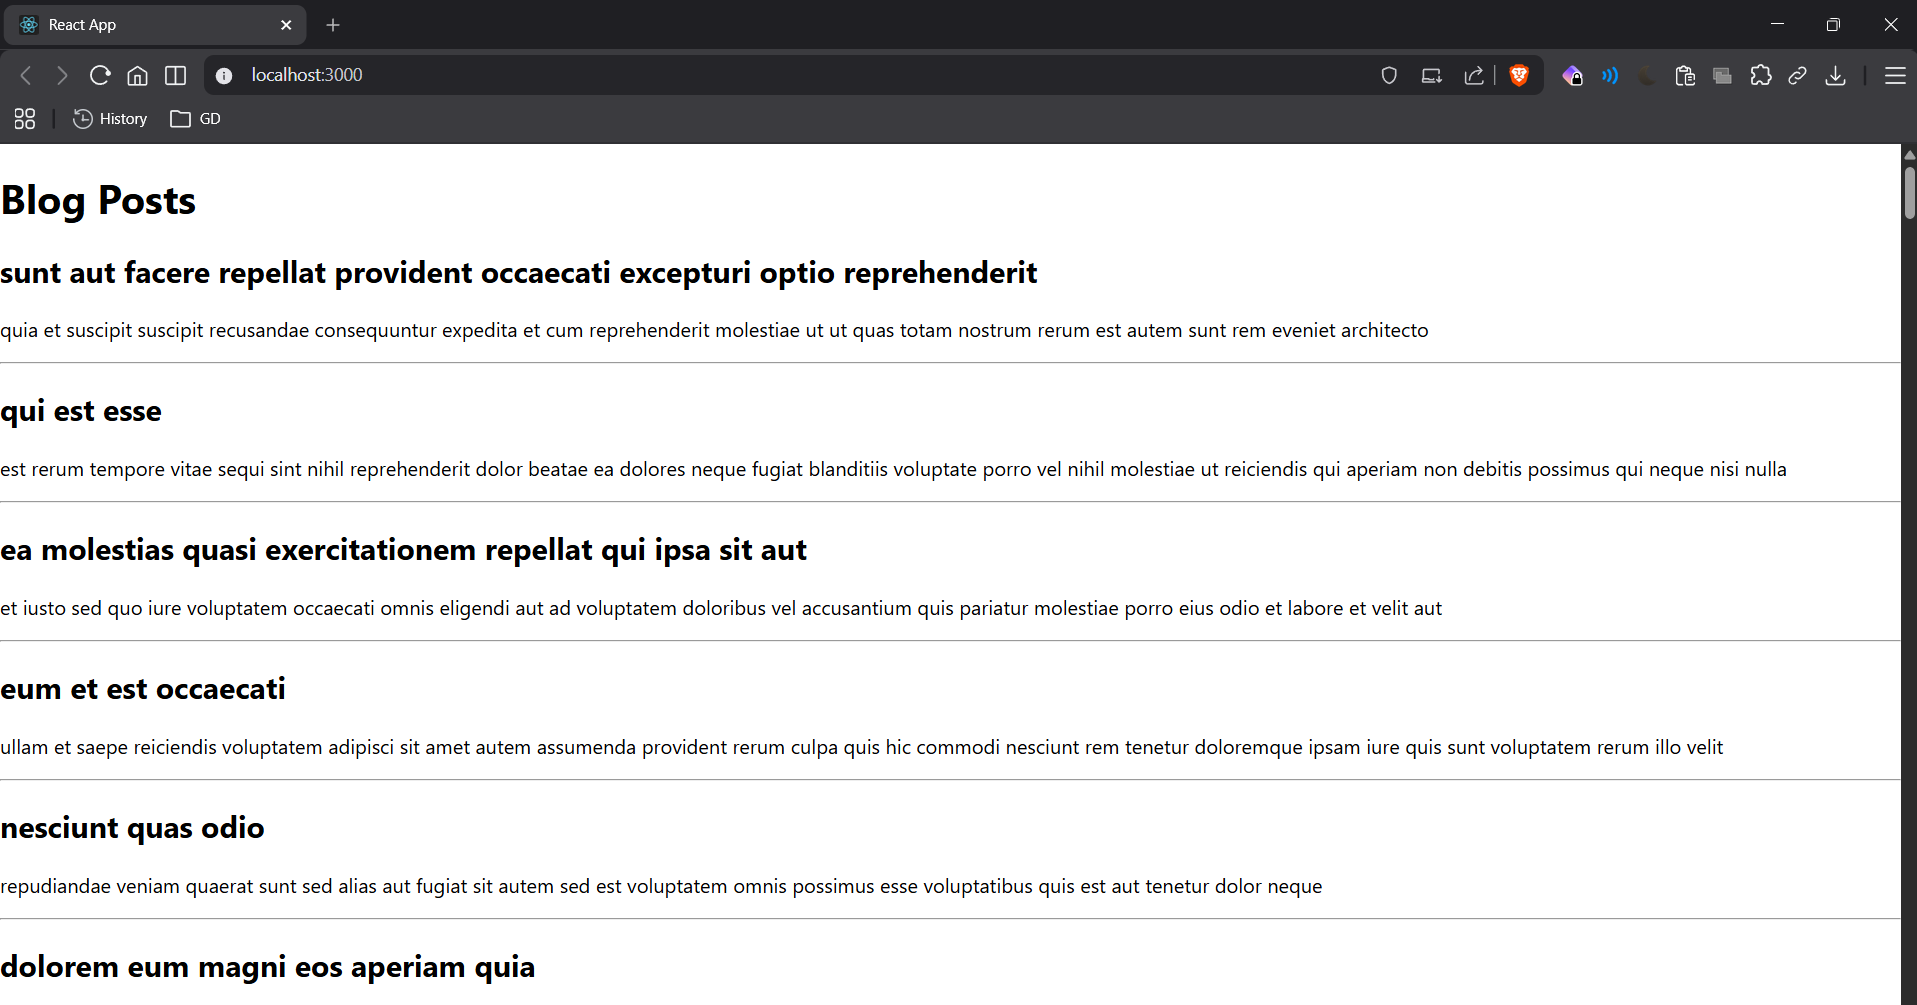 React App
localhost:3000
History
GD
Blog Posts
sunt aut facere repellat provident occaecati excepturi optio reprehenderit
quia et suscipit suscipit recusandae consequuntur expedita et cum reprehenderit molestiae ut ut quas totam nostrum rerum est autem sunt rem eveniet architecto
qui est esse
est rerum tempore vitae sequi sint nihil reprehenderit dolor beatae ea dolores neque fugiat blanditiis voluptate porro vel nihil molestiae ut reiciendis qui aperiam non debitis possimus qui neque nisi nulla
ea molestias quasi exercitationem repellat qui ipsa sit aut
et iusto sed quo iure voluptatem occaecati omnis eligendi aut ad voluptatem doloribus vel accusantium quis pariatur molestiae porro eius odio et labore et velit aut
eum et est occaecati
ullam et saepe reiciendis voluptatem adipisci sit amet autem assumenda provident rerum culpa quis hic commodi nesciunt rem tenetur doloremque ipsam iure quis sunt voluptatem rerum illo velit
nesciunt quas odio
repudiandae veniam quaerat sunt sed alias aut fugiat sit autem sed est voluptatem omnis possimus esse voluptatibus quis est aut tenetur dolor neque
dolorem eum magni eos aperiam quia